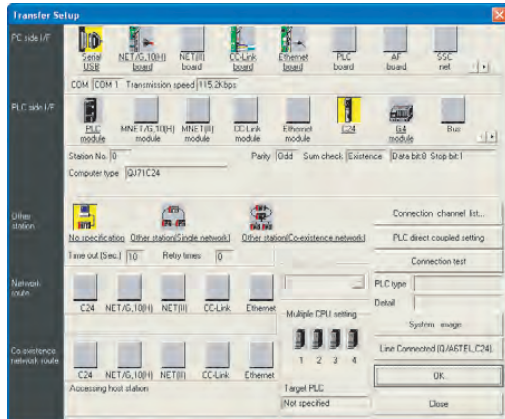 Transfer Setup
PC side I/F
Serial USB
NET/G,10(H) board
NET(II) board
CC-Link board
Ethernet board
PLC board
AF board
SSC net
COM COM 1 Transmission speed 115.2Kbps
PLC side I/F
PLC module
MNET/G,10(H) module
MNET(II) module
CC-Link module
Ethernet module
C24
G4 module
Bus
Station No. 0 Parity Odd Sum check Existence Data bit:8 Stop bit:1
Computer type QJ71C24
Other station
No specification
Other station(Single network)
Other station(Co-existence network)
Time out (Sec.) 10 Retry times 0
Connection channel list...
PLC direct coupled setting
Connection test
PLC type
Detail
System image
Line Connected (Q/A6TEL,C24)
OK
Close
Network route
C24 NET/G,10(H) NET(II) CC-Link Ethernet
Multiple CPU setting
1 2 3 4
Co-existence network route
C24 NET/G,10(H) NET(II) CC-Link Ethernet
Accessing host station
Target PLC
Not specified